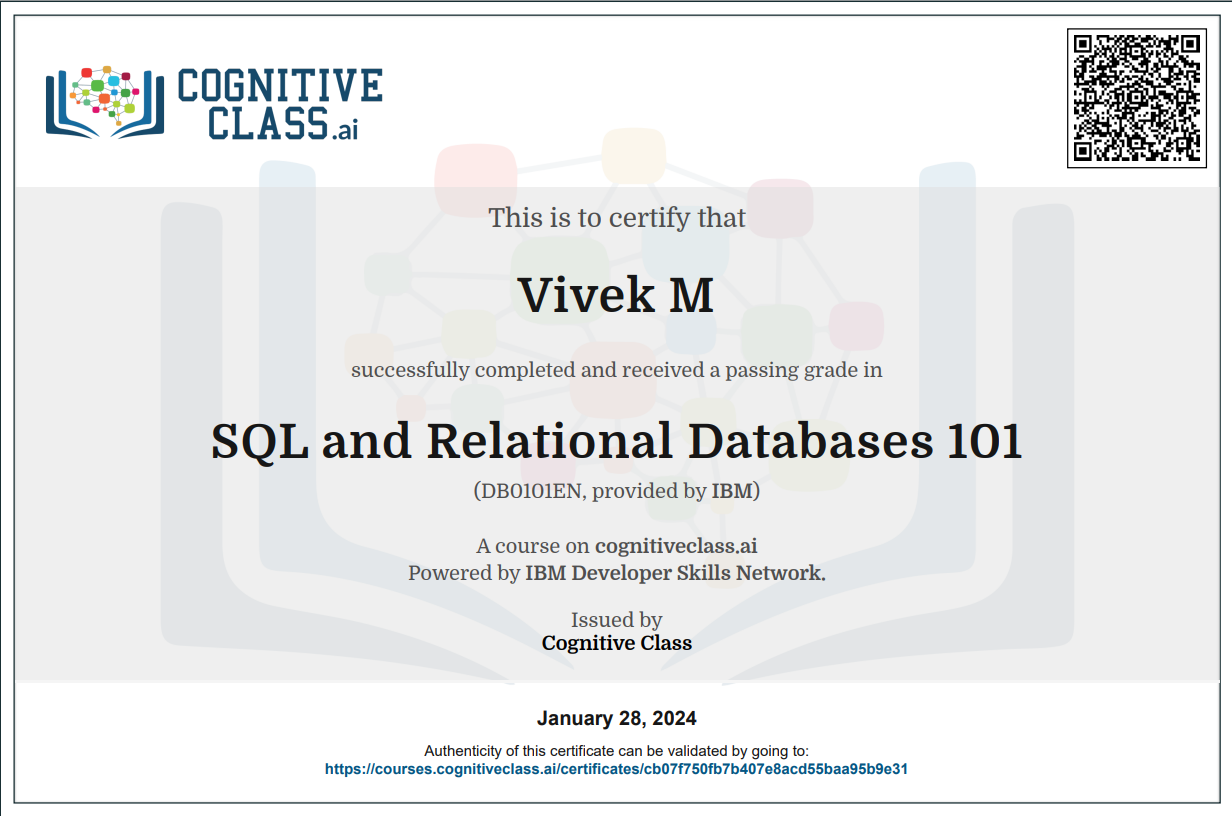 COGNITIVE
CLASS.ai
This is to certify that
Vivek M
successfully completed and received a passing grade in
SQL and Relational Databases 101
(DB0101EN, provided by IBM)
A course on cognitiveclass.ai
Powered by IBM Developer Skills Network.
Issued by
Cognitive Class
January 28, 2024
Authenticity of this certificate can be validated by going to:
https://courses.cognitiveclass.ai/certificates/cb07f750fb7b407e8acd55baa95b9e31